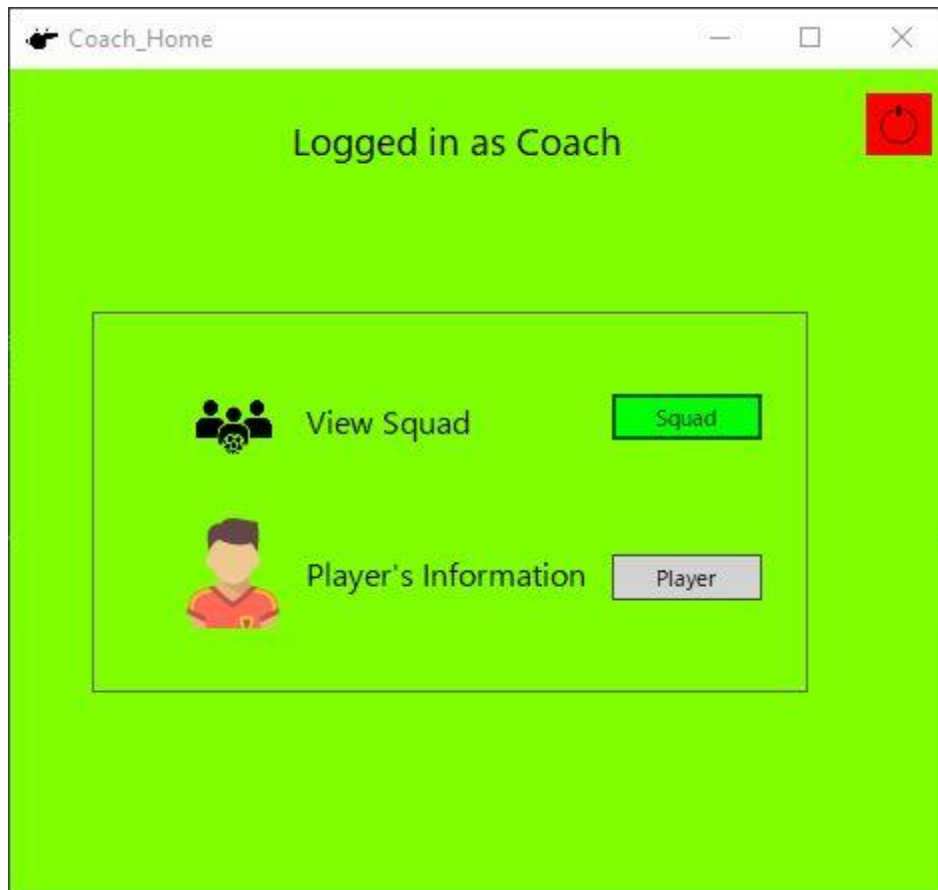 Coach_Home
Logged in as Coach
View Squad
Squad
Player's Information
Player